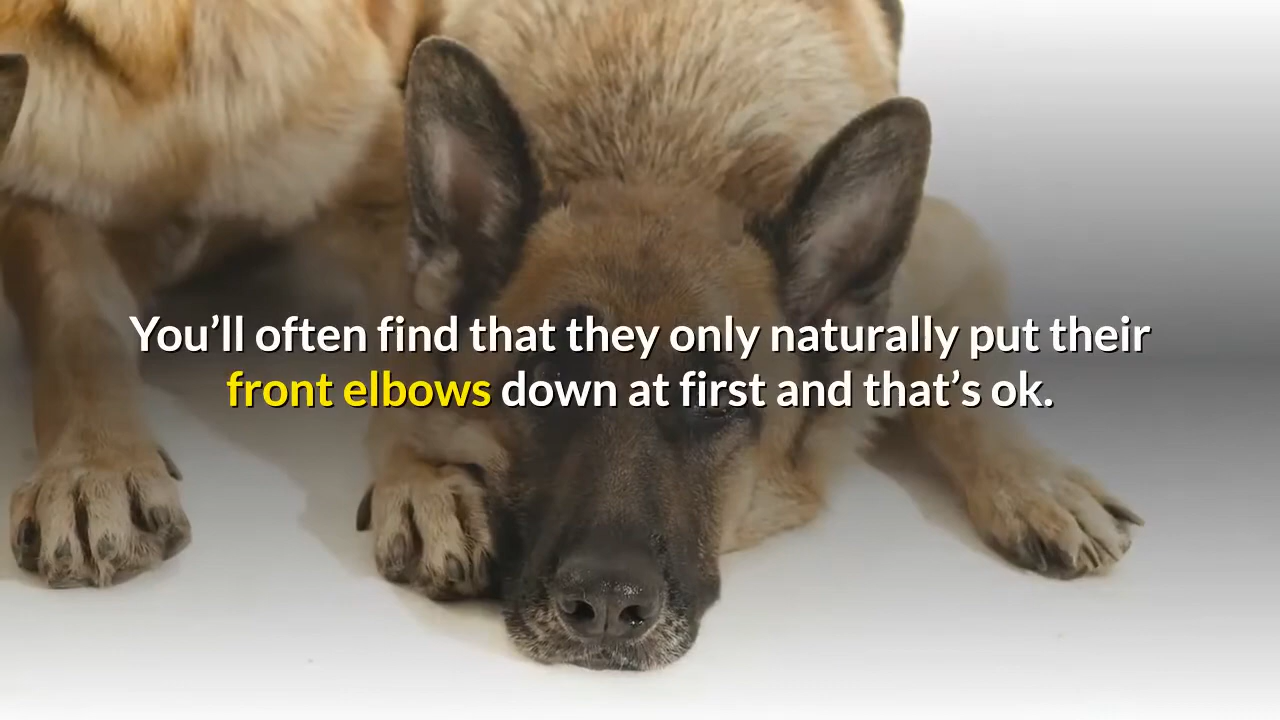 You’ll often find that they only naturally put their
front elbows down at first and that’s ok.